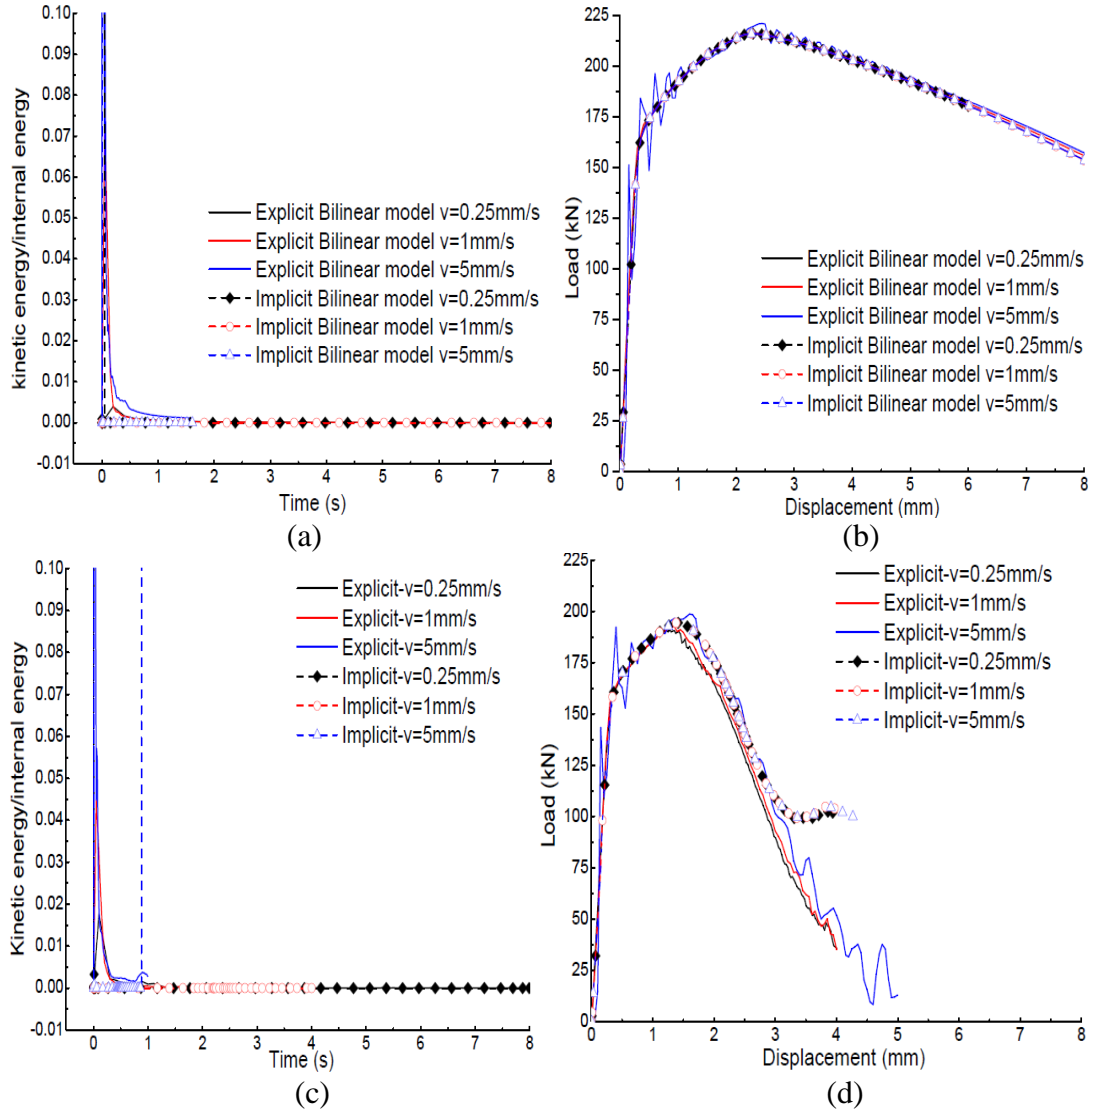 0.10
0.09
0.08
0.07
0.06
0.05
0.04
0.03
0.02
0.01
0.00
-0.01
kinetic energy/internal energy
Explicit Bilinear model v=0.25mm/s
Explicit Bilinear model v=1mm/s
Explicit Bilinear model v=5mm/s
Implicit Bilinear model v=0.25mm/s
Implicit Bilinear model v=1mm/s
Implicit Bilinear model v=5mm/s
0 1 2 3 4 5 6 7 8
Time (s)
(a)
225
200
175
150
125
100
75
50
25
0
Load (kN)
Explicit Bilinear model v=0.25mm/s
Explicit Bilinear model v=1mm/s
Explicit Bilinear model v=5mm/s
Implicit Bilinear model v=0.25mm/s
Implicit Bilinear model v=1mm/s
Implicit Bilinear model v=5mm/s
0 1 2 3 4 5 6 7 8
Displacement (mm)
(b)
0.10
0.09
0.08
0.07
0.06
0.05
0.04
0.03
0.02
0.01
0.00
-0.01
Kinetic energy/internal energy
Explicit-v=0.25mm/s
Explicit-v=1mm/s
Explicit-v=5mm/s
Implicit-v=0.25mm/s
Implicit-v=1mm/s
Implicit-v=5mm/s
0 1 2 3 4 5 6 7 8
Time (s)
(c)
225
200
175
150
125
100
75
50
25
0
Load (kN)
Explicit-v=0.25mm/s
Explicit-v=1mm/s
Explicit-v=5mm/s
Implicit-v=0.25mm/s
Implicit-v=1mm/s
Implicit-v=5mm/s
0 1 2 3 4 5 6 7 8
Displacement (mm)
(d)